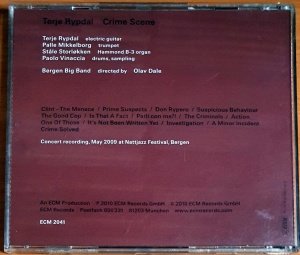 Terje Rypdal Crime Scene
Terje Rypdal electric guitar
Palle Mikkelborg trumpet
Ståle Storløkken Hammond B-3 organ
Paolo Vinaccia drums, sampling
Bergen Big Band directed by Olav Dale
Clint - The Menace / Prime Suspects / Don Rypero / Suspicious Behaviour
The Good Cop / Is That A Fact / Parli con me?! / The Criminals / Action
One Of Those / It's Not Been Written Yet / Investigation / A Minor Incident
Crime Solved
Concert recording, May 2009 at Nattjazz Festival, Bergen
An ECM Production ℗ 2010 ECM Records GmbH © 2010 ECM Records GmbH
ECM Records Postfach 600 331 81203 München www.ecmrecords.com
ECM 2041